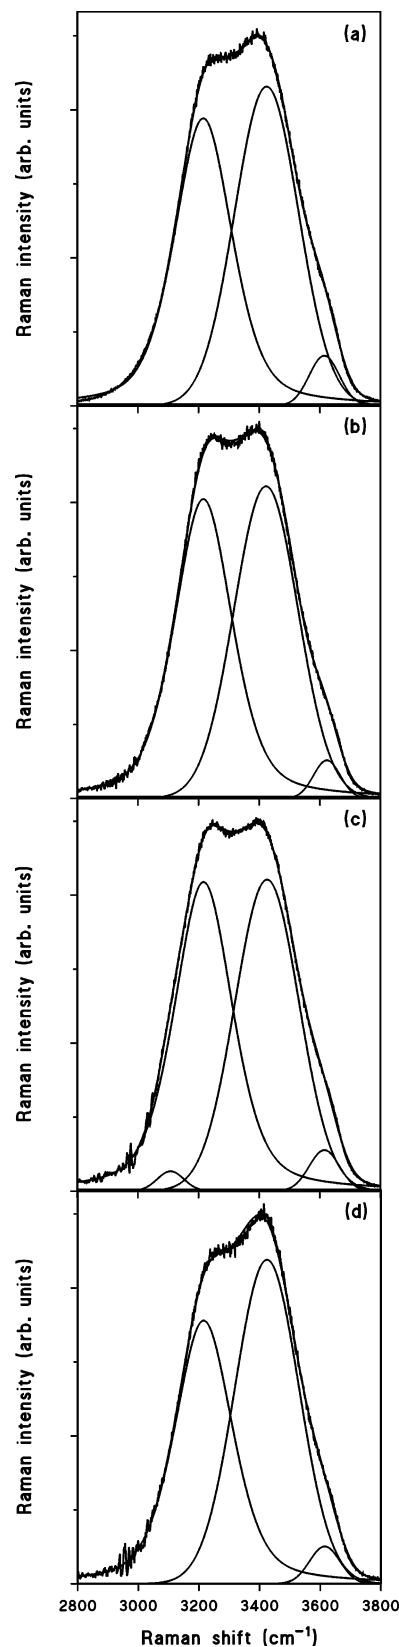 (a)
Raman intensity (arb. units)
(b)
Raman intensity (arb. units)
(c)
Raman intensity (arb. units)
(d)
Raman intensity (arb. units)
2800 3000 3200 3400 3600 3800
Raman shift (cm⁻¹)